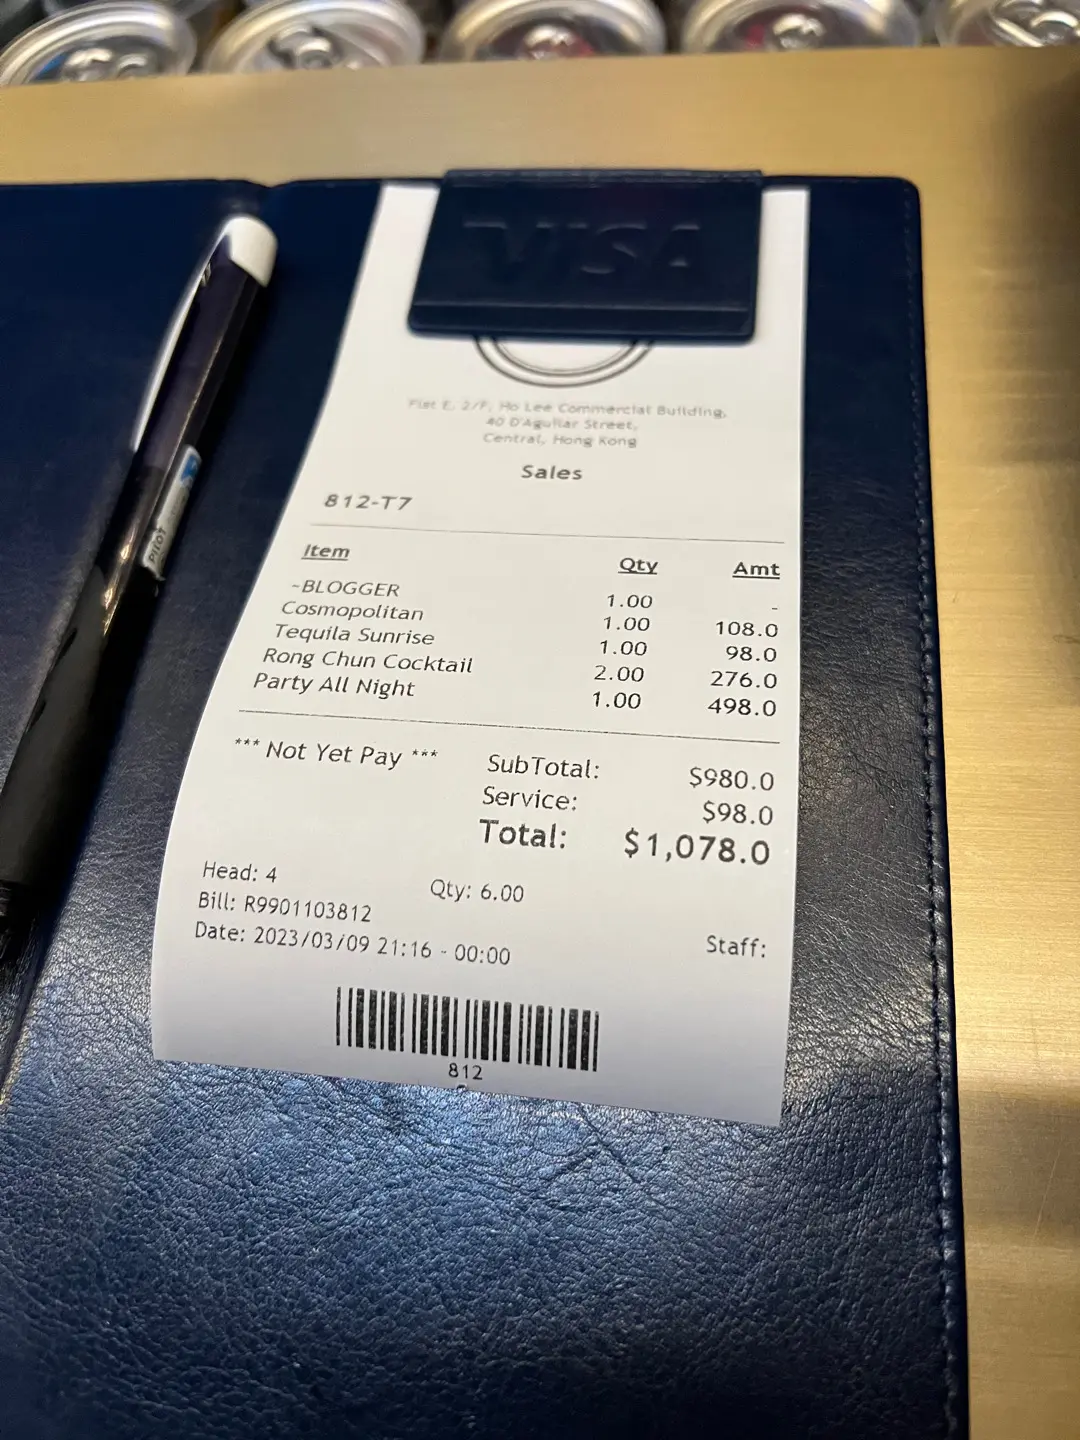 VISA
Flat E, 2/F, Ho Lee Commercial Building,
40 D'Aguilar Street,
Central, Hong Kong
Sales
812-T7
Item Qty Amt
-BLOGGER 1.00 -
Cosmopolitan 1.00 108.0
Tequila Sunrise 1.00 98.0
Rong Chun Cocktail 2.00 276.0
Party All Night 1.00 498.0
*** Not Yet Pay *** SubTotal: $980.0
Service: $98.0
Total: $1,078.0
Head: 4 Qty: 6.00
Bill: R9901103812
Date: 2023/03/09 21:16 - 00:00 Staff:
812
PILOT